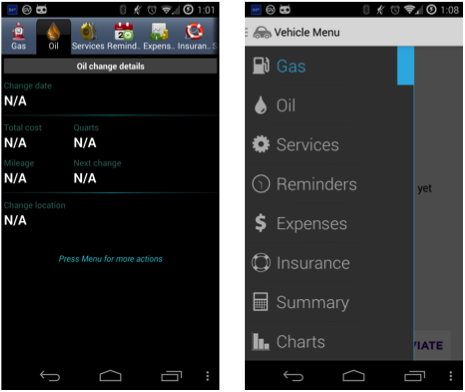 1:01
Gas Oil Services Remind.. Expens.. Insuran..
Oil change details
Change date
N/A
Total cost Quarts
N/A N/A
Mileage Next change
N/A N/A
Change location
N/A
Press Menu for more actions
1:08
Vehicle Menu
Gas
Oil
Services
Reminders
Expenses
Insurance
Summary
Charts
yet
IATE